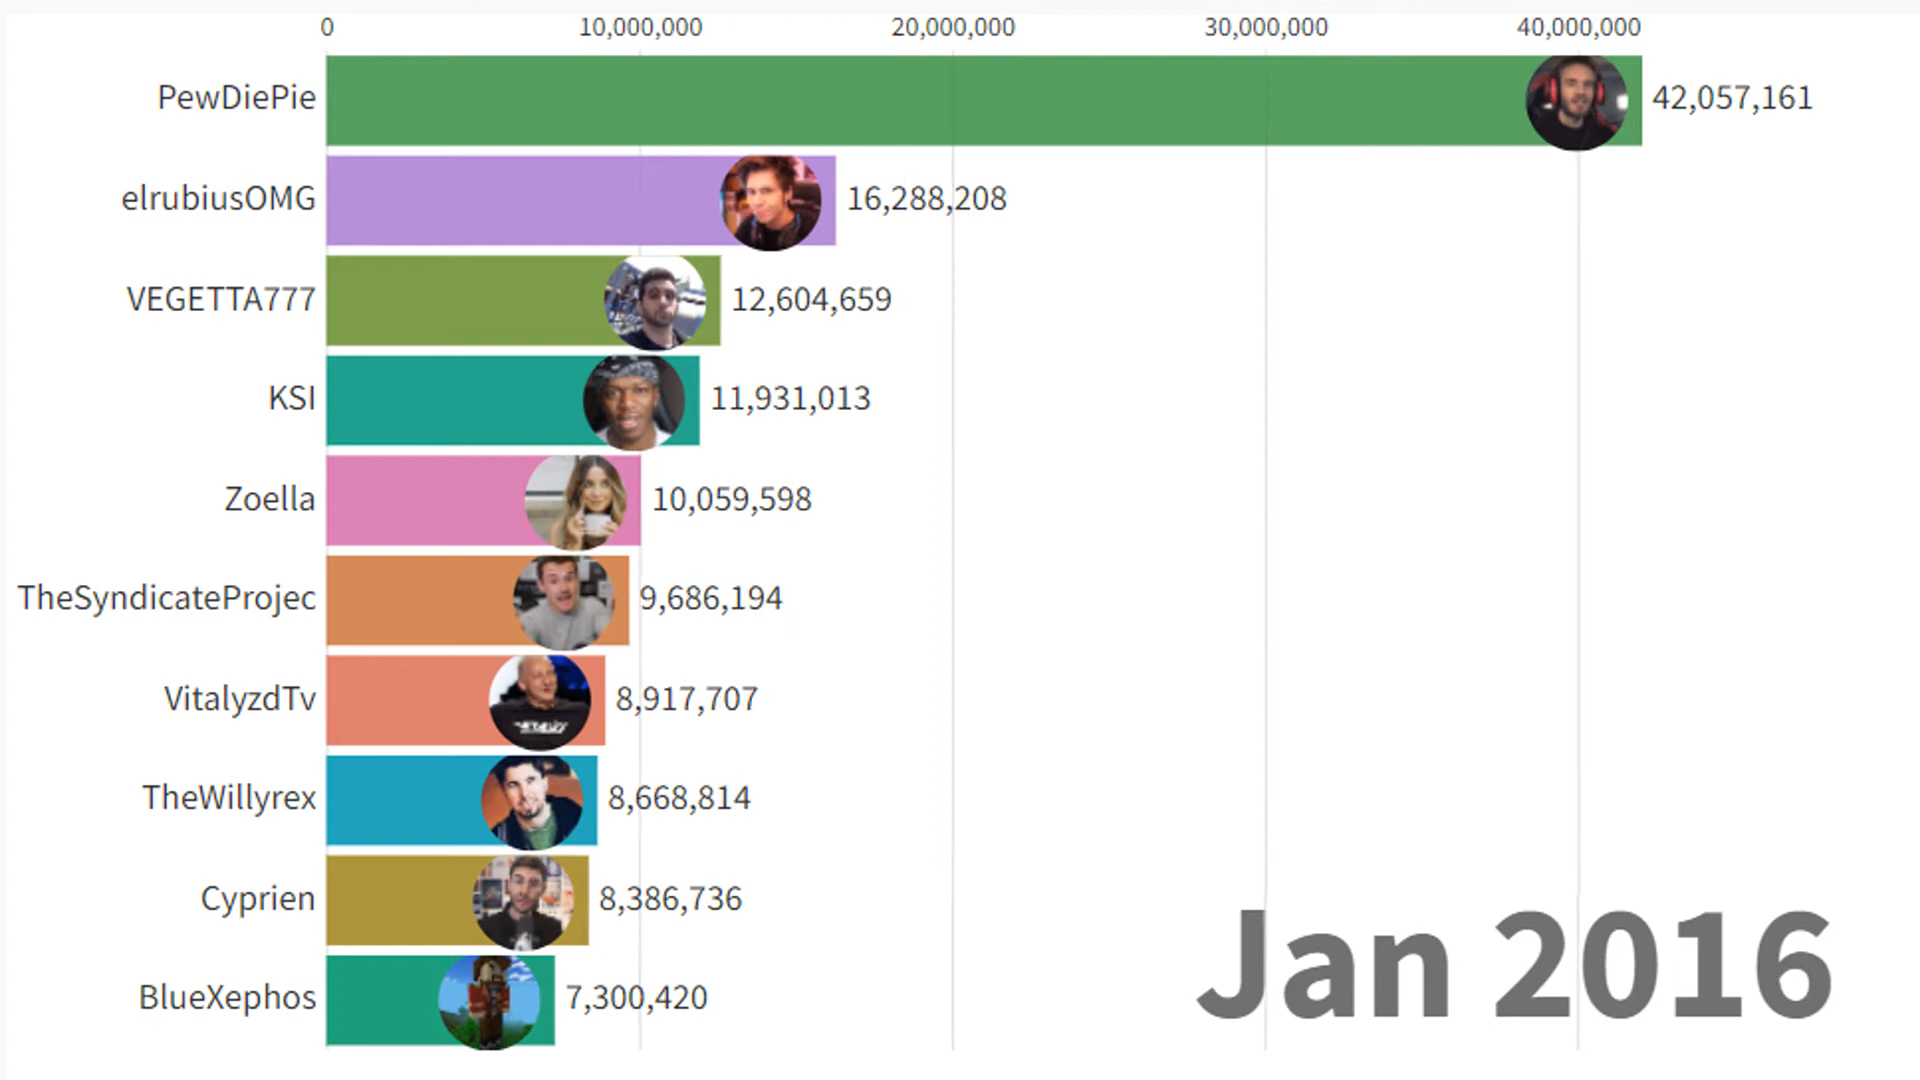 0 10,000,000 20,000,000 30,000,000 40,000,000
PewDiePie 42,057,161
elrubiusOMG 16,288,208
VEGETTA777 12,604,659
KSI 11,931,013
Zoella 10,059,598
TheSyndicateProjec 9,686,194
VitalyzdTv 8,917,707
TheWillyrex 8,668,814
Cyprien 8,386,736
BlueXephos 7,300,420
Jan 2016